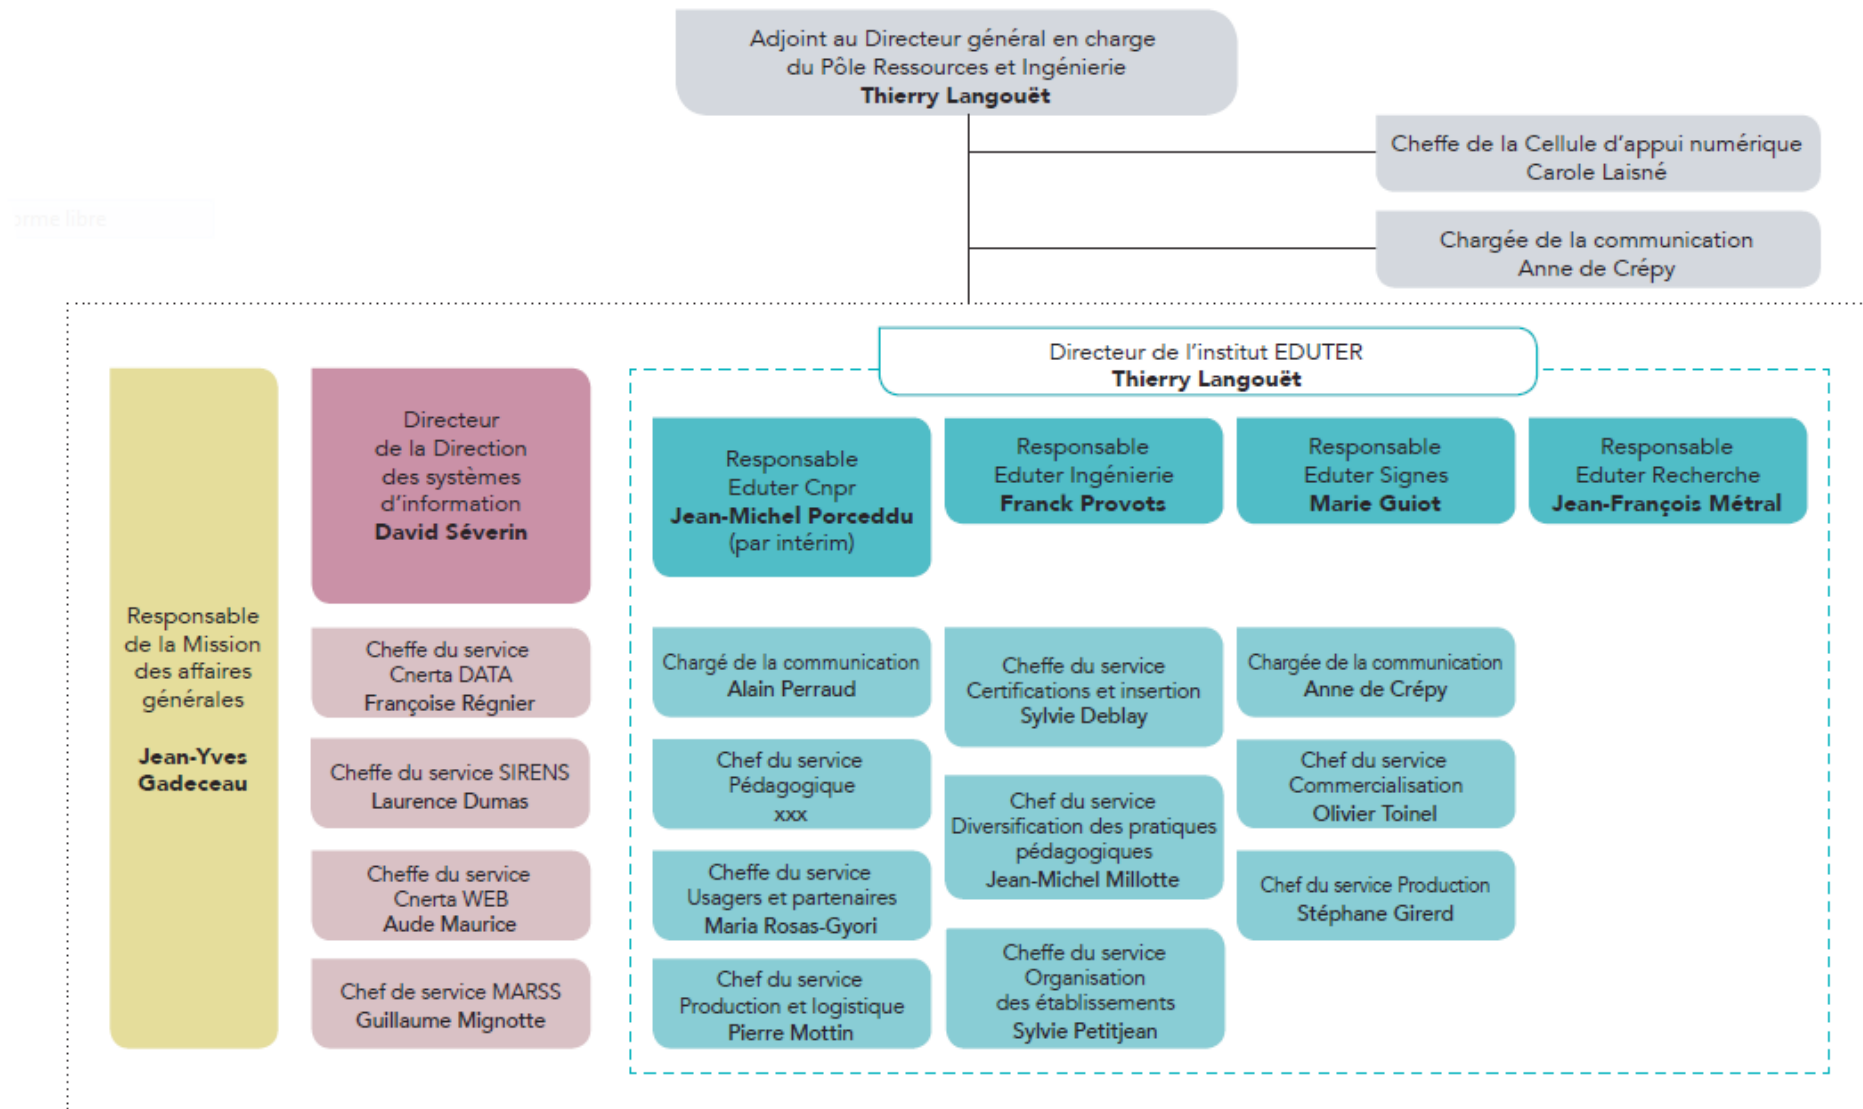 Adjoint au Directeur général en charge
du Pôle Ressources et Ingénierie
Thierry Langouët
Cheffe de la Cellule d'appui numérique
Carole Laisné
orme libre
Chargée de la communication
Anne de Crépy
Directeur de l'institut EDUTER
Thierry Langouët
Responsable
de la Mission
des affaires
générales
Jean-Yves
Gadeceau
Directeur
de la Direction
des systèmes
d'information
David Séverin
Cheffe du service
Cnerta DATA
Françoise Régnier
Cheffe du service SIRENS
Laurence Dumas
Cheffe du service
Cnerta WEB
Aude Maurice
Chef de service MARSS
Guillaume Mignotte
Responsable
Eduter Cnpr
Jean-Michel Porceddu
(par intérim)
Chargé de la communication
Alain Perraud
Chef du service
Pédagogique
xxx
Cheffe du service
Usagers et partenaires
Maria Rosas-Gyori
Chef du service
Production et logistique
Pierre Mottin
Responsable
Eduter Ingénierie
Franck Provots
Cheffe du service
Certifications et insertion
Sylvie Deblay
Chef du service
Diversification des pratiques
pédagogiques
Jean-Michel Millotte
Cheffe du service
Organisation
des établissements
Sylvie Petitjean
Responsable
Eduter Signes
Marie Guiot
Chargée de la communication
Anne de Crépy
Chef du service
Commercialisation
Olivier Toinel
Chef du service Production
Stéphane Girerd
Responsable
Eduter Recherche
Jean-François Métral